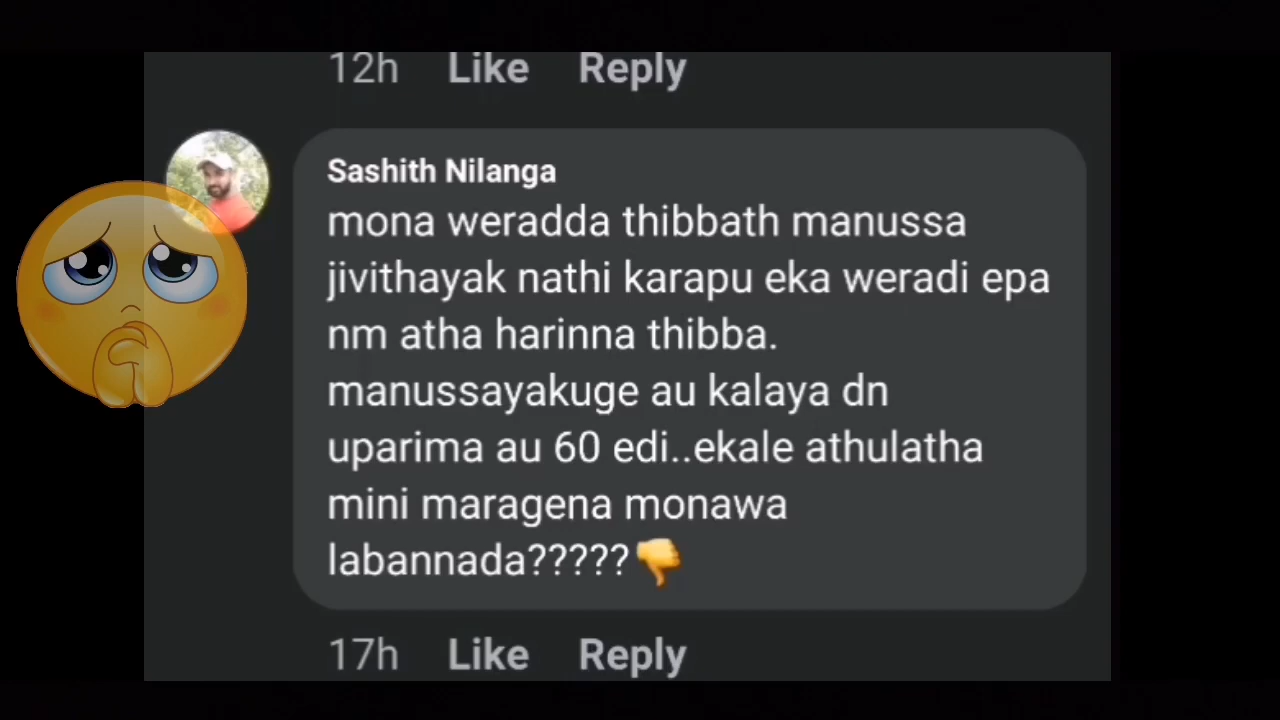 12h Like Reply
Sashith Nilanga
mona weradda thibbath manussa
jivithayak nathi karapu eka weradi epa
nm atha harinna thibba.
manussayakuge au kalaya dn
uparima au 60 edi..ekale athulatha
mini maragena monawa
labannada?????👎
17h Like Reply